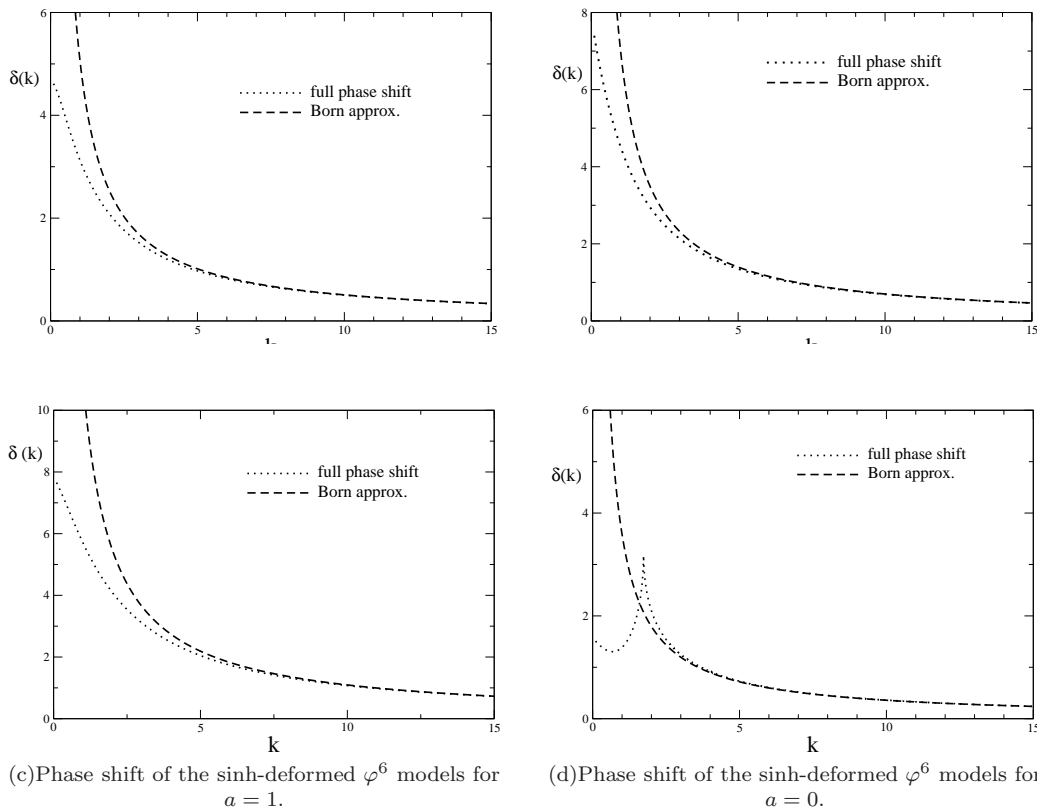 6
8
δ(k)
full phase shift
Born approx.
δ(k)
full phase shift
Born approx.
4
6
4
2
2
0
0
0 5 10 15
0 5 10 15
10
6
δ (k)
full phase shift
Born approx.
δ(k)
full phase shift
Born approx.
8
6
4
4
2
2
0
0
0 5 10 15
0 5 10 15
k
k
(c)Phase shift of the sinh-deformed φ⁶ models for
a = 1.
(d)Phase shift of the sinh-deformed φ⁶ models for
a = 0.